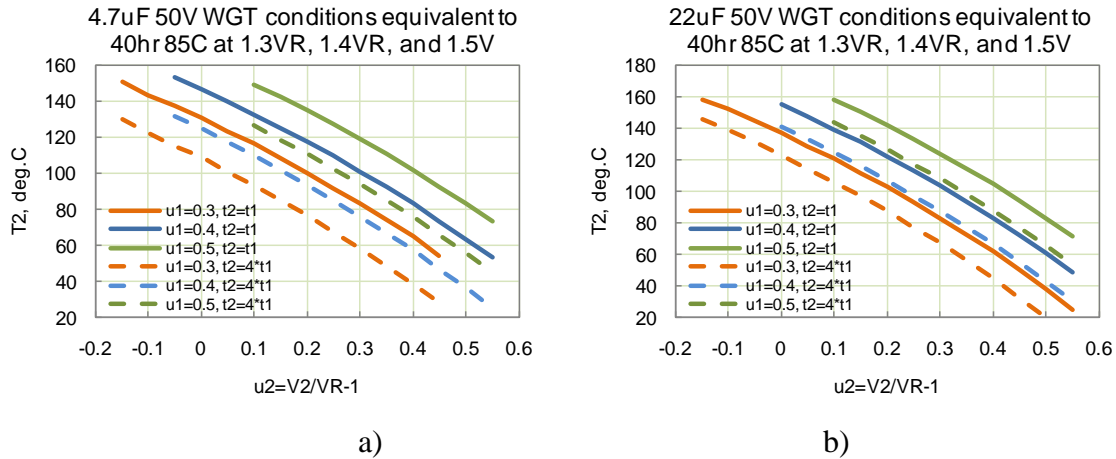 4.7uF 50V WGT conditions equivalent to
40hr 85C at 1.3VR, 1.4VR, and 1.5V
T2, deg.C
160
140
120
100
80
60
40
20
u1=0.3, t2=t1
u1=0.4, t2=t1
u1=0.5, t2=t1
u1=0.3, t2=4*t1
u1=0.4, t2=4*t1
u1=0.5, t2=4*t1
-0.2 -0.1 0 0.1 0.2 0.3 0.4 0.5 0.6
u2=V2/VR-1
a)
22uF 50V WGT conditions equivalent to
40hr 85C at 1.3VR, 1.4VR, and 1.5V
T2, deg.C
180
160
140
120
100
80
60
40
20
u1=0.3, t2=t1
u1=0.4, t2=t1
u1=0.5, t2=t1
u1=0.3, t2=4*t1
u1=0.4, t2=4*t1
u1=0.5, t2=4*t1
-0.2 -0.1 0 0.1 0.2 0.3 0.4 0.5 0.6
u2=V2/VR-1
b)